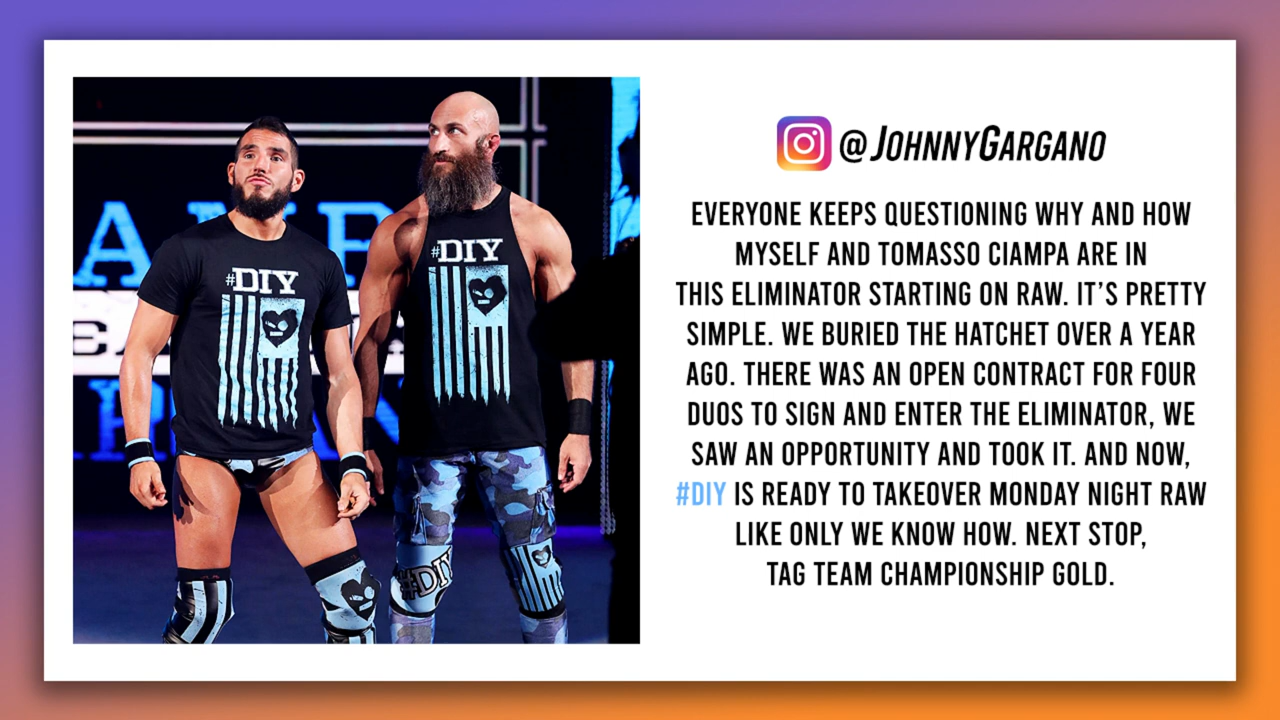 @JOHNNYGARGANO
EVERYONE KEEPS QUESTIONING WHY AND HOW
MYSELF AND TOMASSO CIAMPA ARE IN
THIS ELIMINATOR STARTING ON RAW. IT'S PRETTY
SIMPLE. WE BURIED THE HATCHET OVER A YEAR
AGO. THERE WAS AN OPEN CONTRACT FOR FOUR
DUOS TO SIGN AND ENTER THE ELIMINATOR, WE
SAW AN OPPORTUNITY AND TOOK IT. AND NOW,
#DIY IS READY TO TAKEOVER MONDAY NIGHT RAW
LIKE ONLY WE KNOW HOW. NEXT STOP,
TAG TEAM CHAMPIONSHIP GOLD.
#DIY
#DIY
#DIY